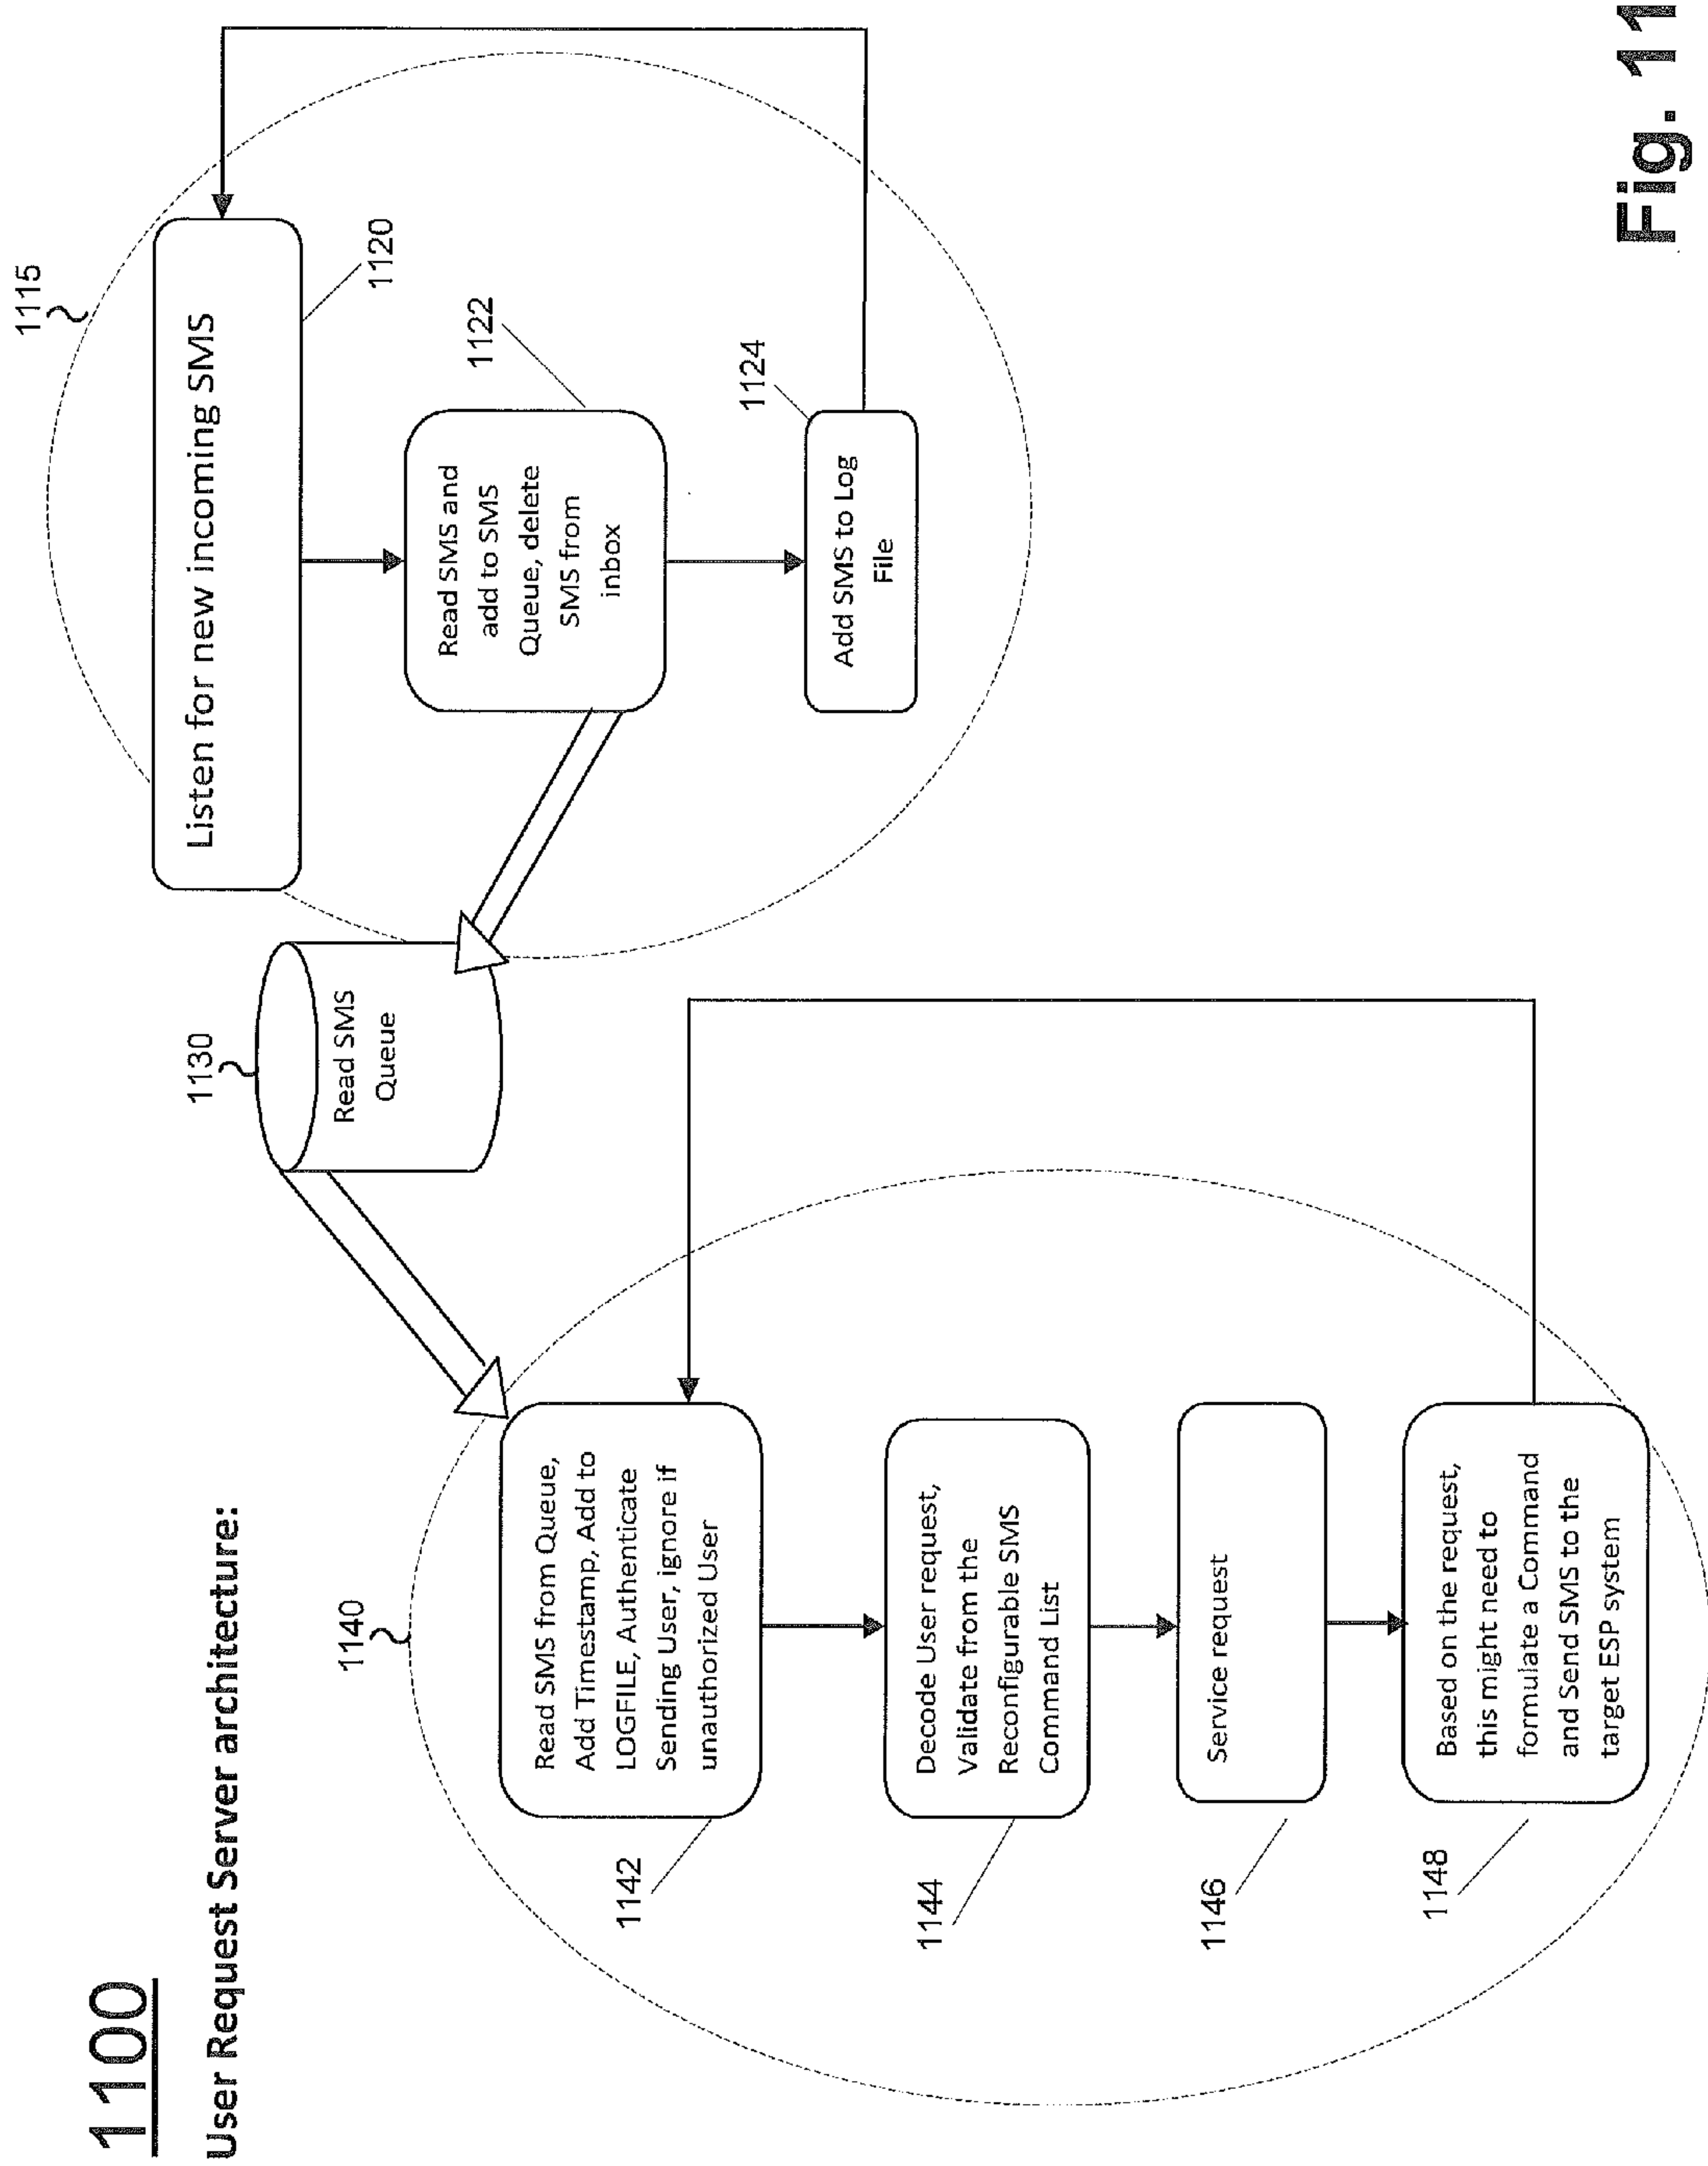 1100
User Request Server architecture:
1140
1142
Read SMS from Queue,
Add Timestamp, Add to
LOGFILE, Authenticate
Sending User, ignore if
unauthorized User
1144
Decode User request,
Validate from the
Reconfigurable SMS
Command List
1146
Service request
1148
Based on the request,
this might need to
formulate a Command
and Send SMS to the
target ESP system
1130
Read SMS
Queue
1115
Listen for new incoming SMS
1120
Read SMS and
add to SMS
Queue, delete
SMS from
inbox
1122
Add SMS to Log
File
1124
Fig. 11